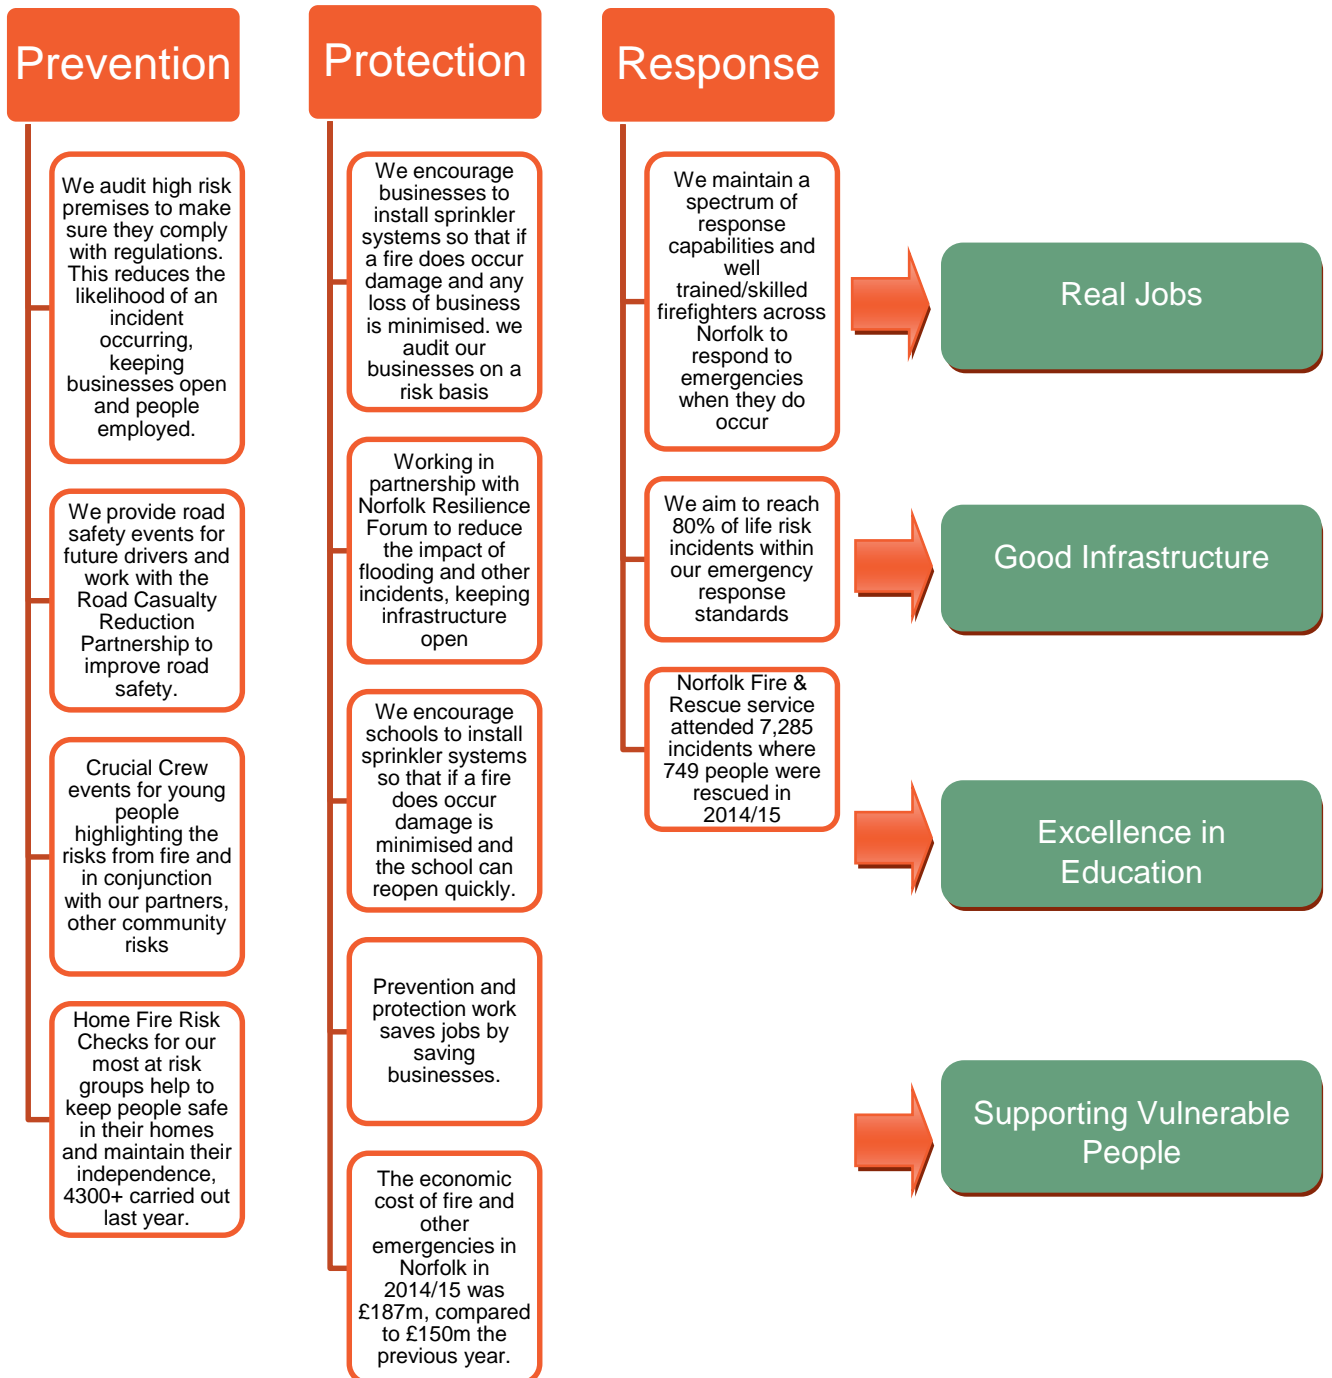 Prevention
We audit high risk
premises to make
sure they comply
with regulations.
This reduces the
likelihood of an
incident
occurring,
keeping
businesses open
and people
employed.
We provide road
safety events for
future drivers and
work with the
Road Casualty
Reduction
Partnership to
improve road
safety.
Crucial Crew
events for young
people
highlighting the
risks from fire and
in conjunction
with our partners,
other community
risks
Home Fire Risk
Checks for our
most at risk
groups help to
keep people safe
in their homes
and maintain their
independence,
4300+ carried out
last year.
Protection
We encourage
businesses to
install sprinkler
systems so that if
a fire does occur
damage and any
loss of business
is minimised. we
audit our
businesses on a
risk basis
Working in
partnership with
Norfolk Resilience
Forum to reduce
the impact of
flooding and other
incidents, keeping
infrastructure
open
We encourage
schools to install
sprinkler systems
so that if a fire
does occur
damage is
minimised and
the school can
reopen quickly.
Prevention and
protection work
saves jobs by
saving
businesses.
The economic
cost of fire and
other
emergencies in
Norfolk in
2014/15 was
£187m, compared
to £150m the
previous year.
Response
We maintain a
spectrum of
response
capabilities and
well
trained/skilled
firefighters across
Norfolk to
respond to
emergencies
when they do
occur
We aim to reach
80% of life risk
incidents within
our emergency
response
standards
Norfolk Fire &
Rescue service
attended 7,285
incidents where
749 people were
rescued in
2014/15
Real Jobs
Good Infrastructure
Excellence in
Education
Supporting Vulnerable
People